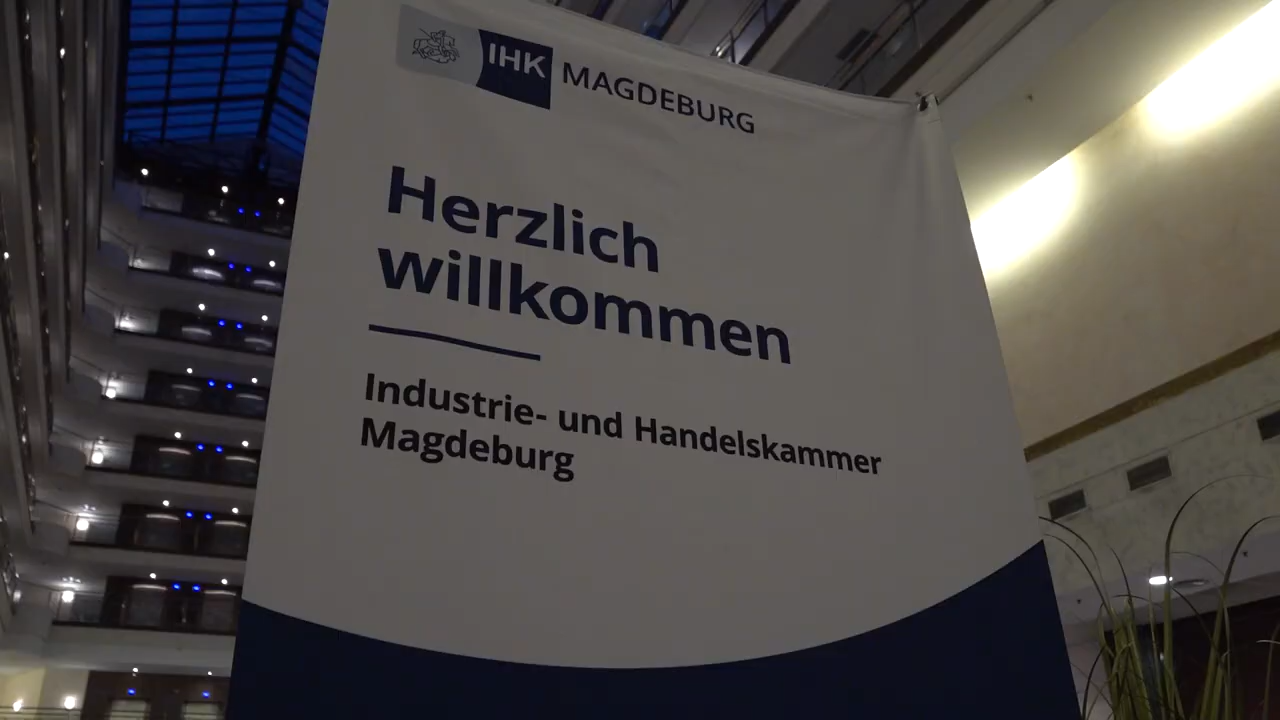 IHK MAGDEBURG
Herzlich
willkommen
Industrie- und Handelskammer
Magdeburg